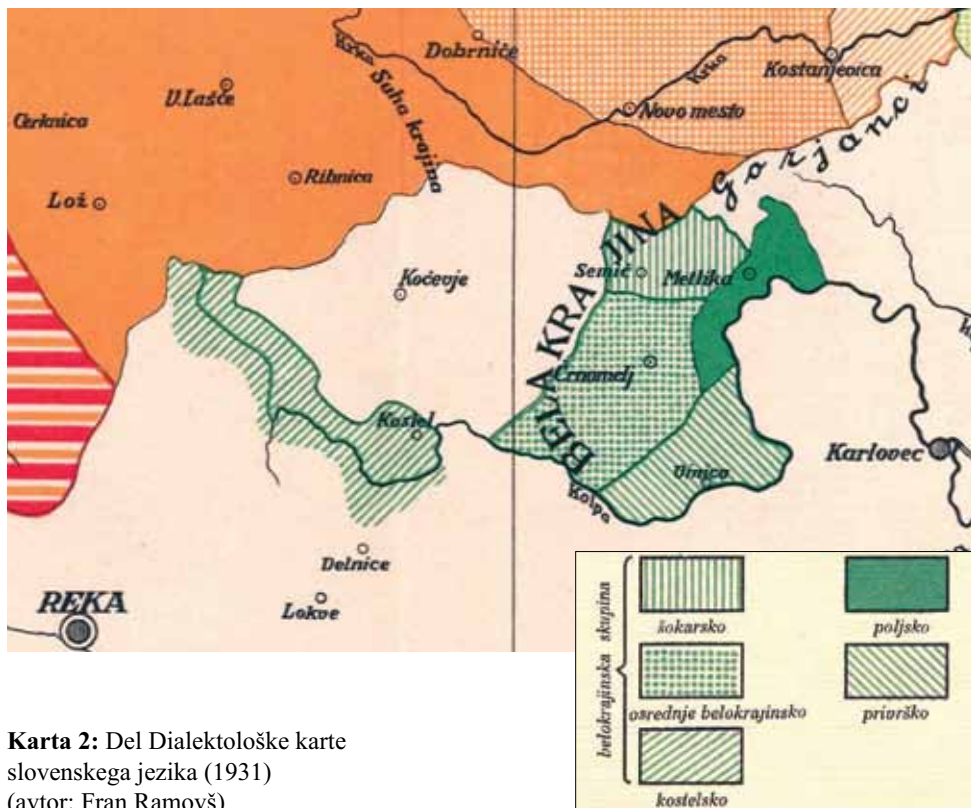 Krka
Dobrniče
Krka
Kostanjevica
V. Lašče
Suha krajina
Cerknica
Novo mesto
Gorjanci
Ribnica
Lož
BELA KRAJINA
Semič
Metlika
Kočevje
Črnomelj
Kostel
Karlovec
Vinica
Kolpa
Delnice
Lokve
REKA
belokrajinska skupina
šokarsko
poljsko
osrednje belokrajinsko
privrško
kostelsko
Karta 2: Del Dialektološke karte
slovenskega jezika (1931)
(avtor: Fran Ramovš)